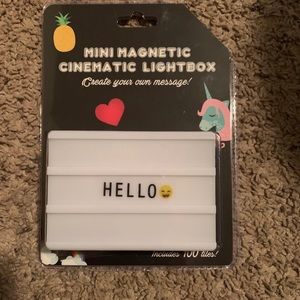 MINI MAGNETIC
CINEMATIC LIGHTBOX
¡Create your own message!
HELLO
Includes 100 tiles!